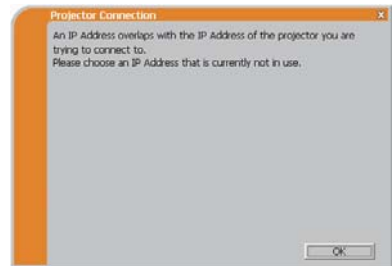 Projector Connection
An IP Address overlaps with the IP Address of the projector you are
trying to connect to.
Please choose an IP Address that is currently not in use.
OK